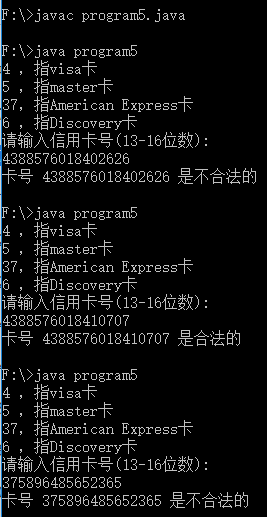 F:\>javac program5.java
F:\>java program5
4 ，指visa卡
5 ，指master卡
37，指American Express卡
6 ，指Discovery卡
请输入信用卡号(13-16位数):
4388576018402626
卡号 4388576018402626 是不合法的
F:\>java program5
4 ，指visa卡
5 ，指master卡
37，指American Express卡
6 ，指Discovery卡
请输入信用卡号(13-16位数):
4388576018410707
卡号 4388576018410707 是合法的
F:\>java program5
4 ，指visa卡
5 ，指master卡
37，指American Express卡
6 ，指Discovery卡
请输入信用卡号(13-16位数):
375896485652365
卡号 375896485652365 是不合法的